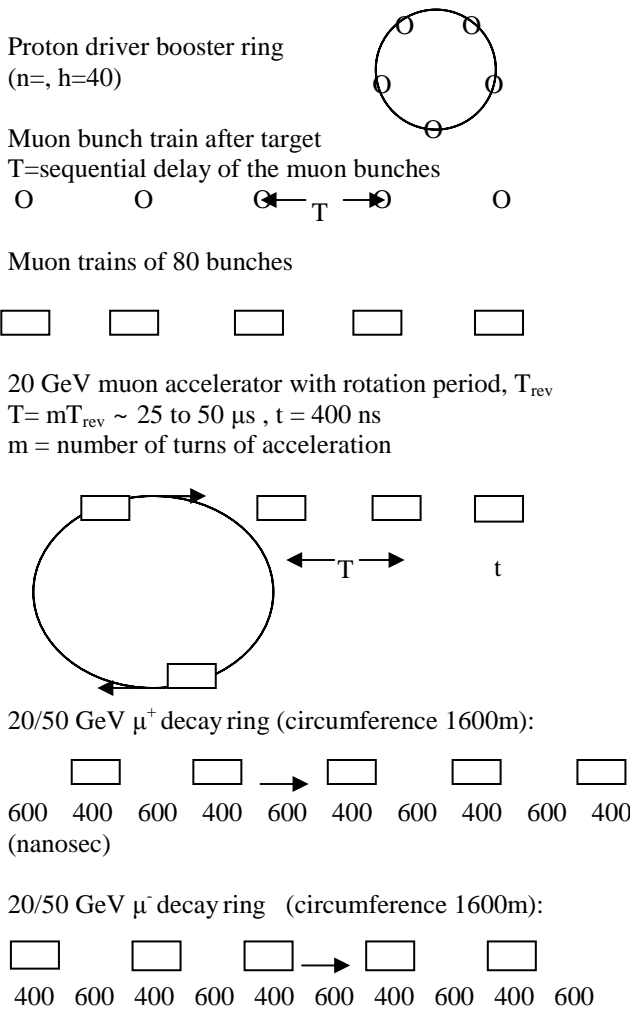 Proton driver booster ring
(n=, h=40)
O O
O O
O
Muon bunch train after target
T=sequential delay of the muon bunches
O O O T O O
Muon trains of 80 bunches
20 GeV muon accelerator with rotation period, Trev
T= mTrev ~ 25 to 50 μs , t = 400 ns
m = number of turns of acceleration
T t
20/50 GeV μ+ decay ring (circumference 1600m):
600 400 600 400 600 400 600 400 600 400
(nanosec)
20/50 GeV μ- decay ring (circumference 1600m):
400 600 400 600 400 600 400 600 400 600